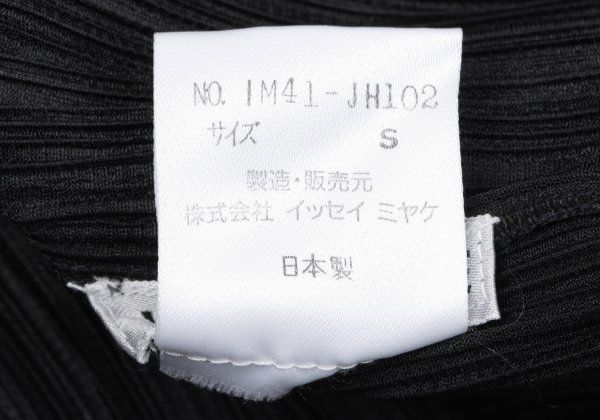 NO. IM41-JH102
サイズ S
製造・販売元
株式会社 イッセイ ミヤケ
日本製